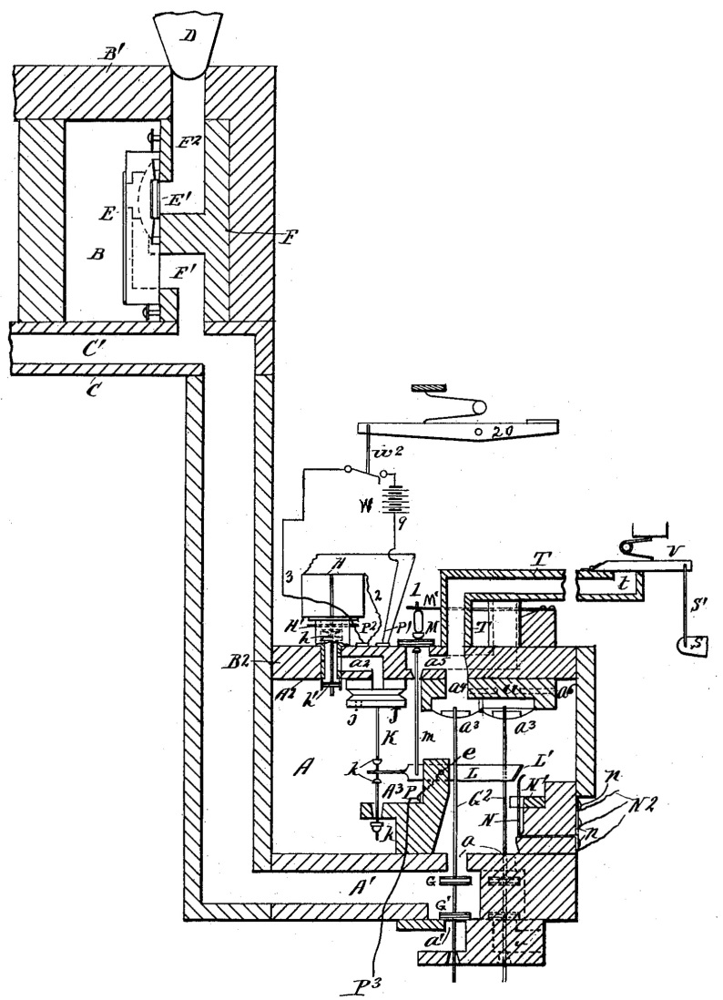 D
B'
E2
E'
E
F
B
F'
C'
C
20
w2
W
9
V
T
t
3
H
2
1
M'
S'
H'
P2
P'
M
T
S
h
B2
a2
a5
A2
h'
a4
a6
J
J
a3
a3
K
m
e
L'
A
k
L
n
A3
P
G2
N'
N2
N
n
k
a
A'
G
G'
a'
P3